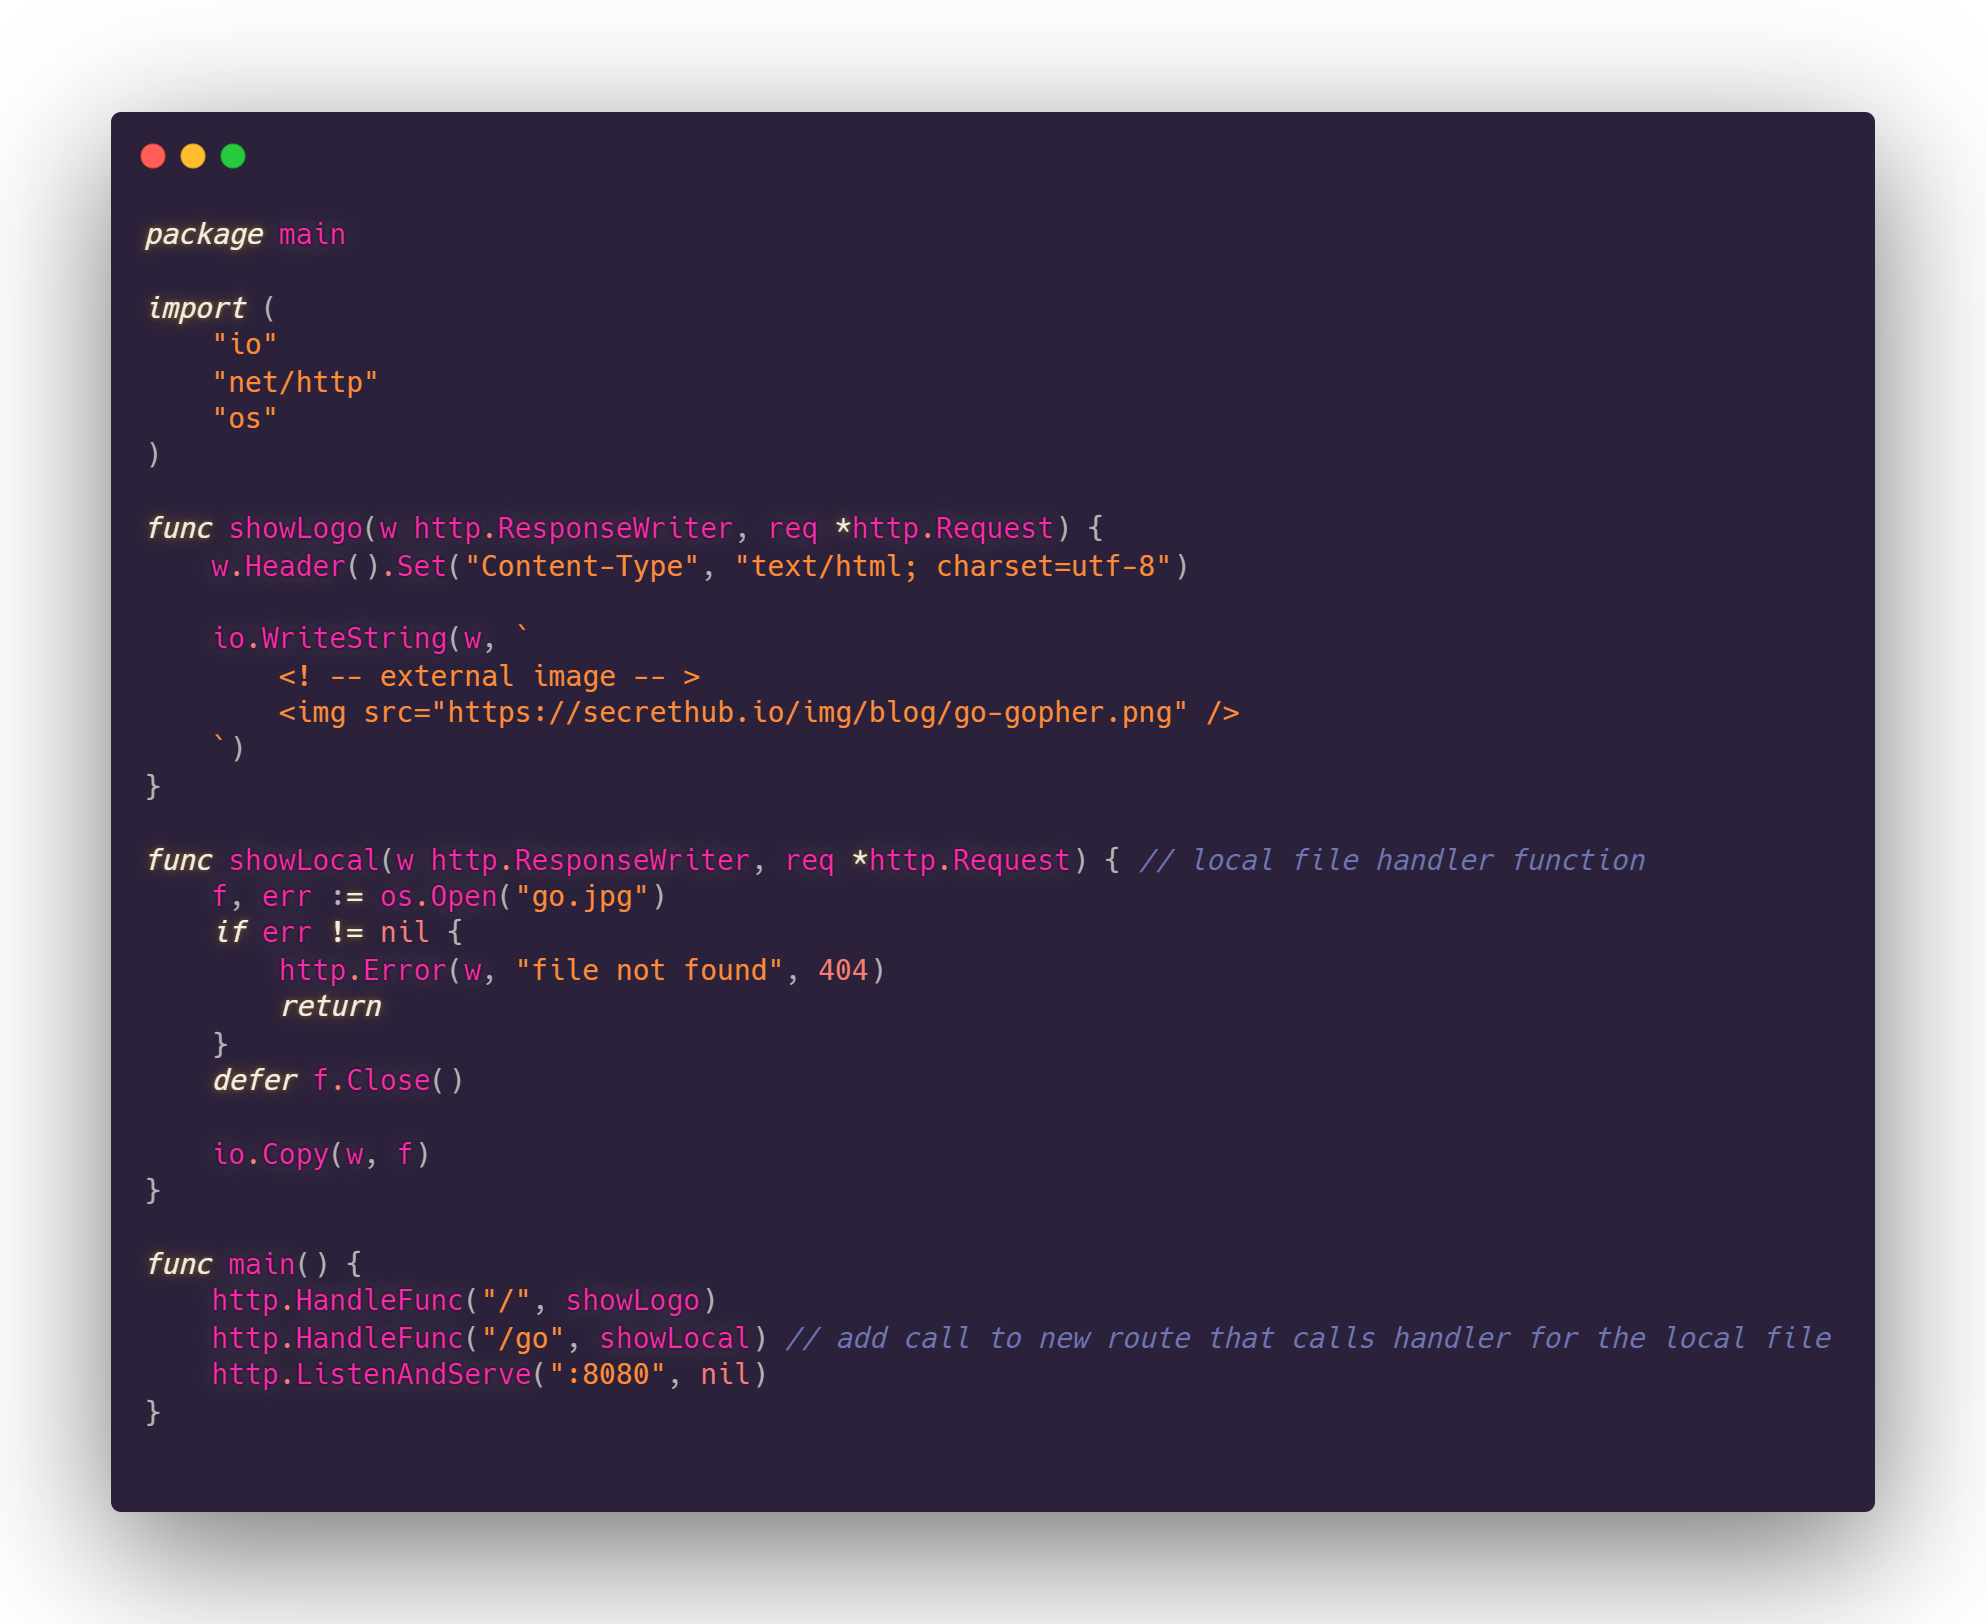 package main

import (
    "io"
    "net/http"
    "os"
)

func showLogo(w http.ResponseWriter, req *http.Request) {
    w.Header().Set("Content-Type", "text/html; charset=utf-8")

    io.WriteString(w, `
        <! -- external image -- >
        <img src="https://secrethub.io/img/blog/go-gopher.png" />
    `)
}

func showLocal(w http.ResponseWriter, req *http.Request) { // local file handler function
    f, err := os.Open("go.jpg")
    if err != nil {
        http.Error(w, "file not found", 404)
        return
    }
    defer f.Close()

    io.Copy(w, f)
}

func main() {
    http.HandleFunc("/", showLogo)
    http.HandleFunc("/go", showLocal) // add call to new route that calls handler for the local file
    http.ListenAndServe(":8080", nil)
}